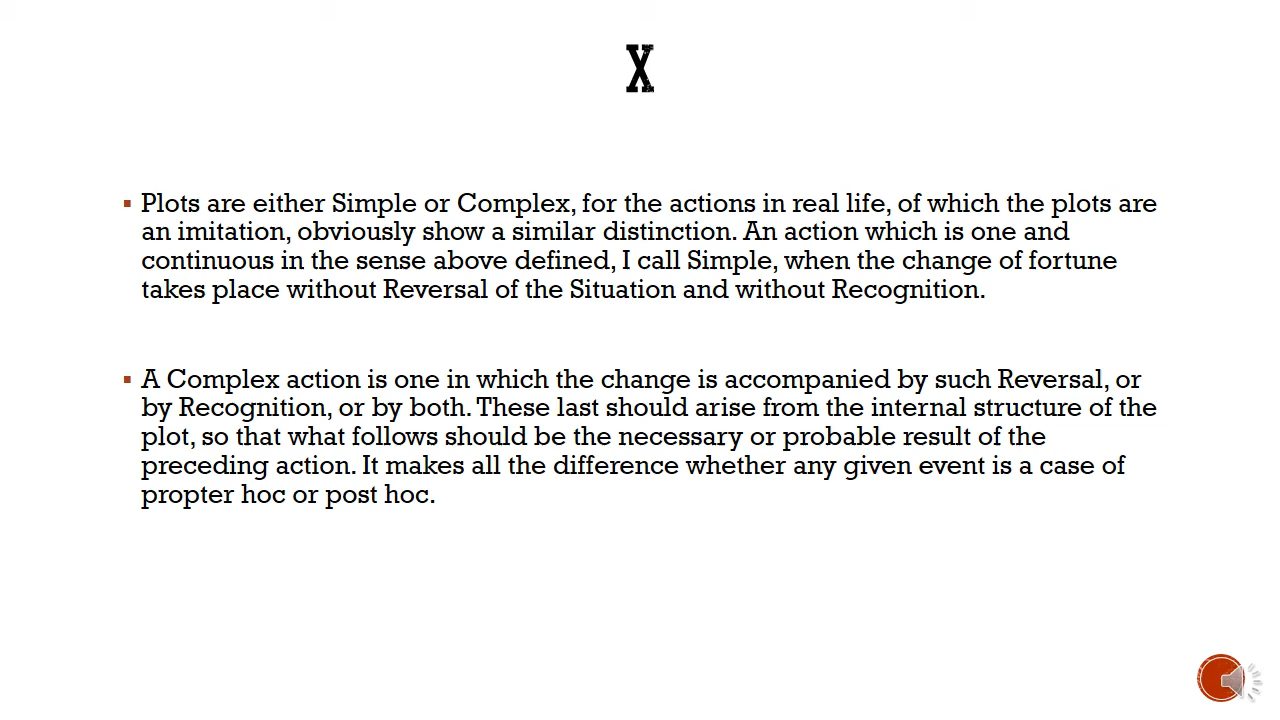 X
▪ Plots are either Simple or Complex, for the actions in real life, of which the plots are
an imitation, obviously show a similar distinction. An action which is one and
continuous in the sense above defined, I call Simple, when the change of fortune
takes place without Reversal of the Situation and without Recognition.
▪ A Complex action is one in which the change is accompanied by such Reversal, or
by Recognition, or by both. These last should arise from the internal structure of the
plot, so that what follows should be the necessary or probable result of the
preceding action. It makes all the difference whether any given event is a case of
propter hoc or post hoc.